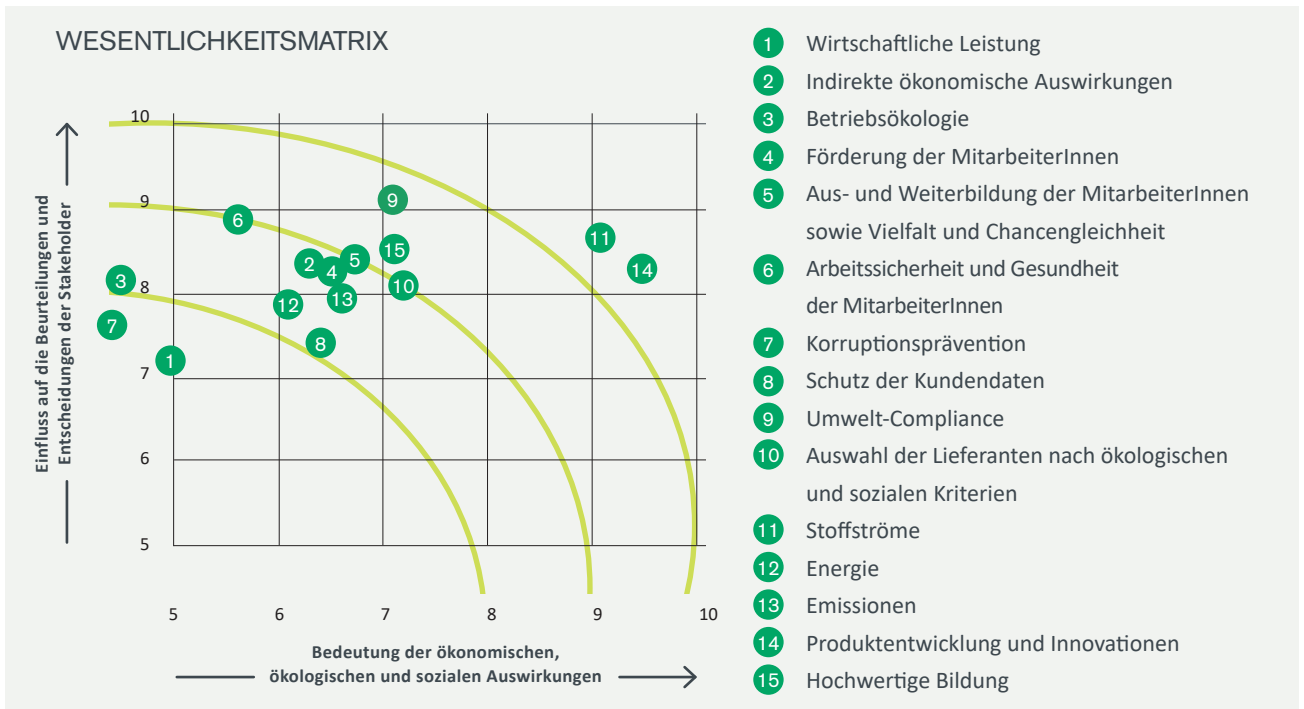 WESENTLICHKEITSMATRIX
10
9
8
7
6
5
5
6
7
8
9
10
Einfluss auf die Beurteilungen und
Entscheidungen der Stakeholder
Bedeutung der ökonomischen,
ökologischen und sozialen Auswirkungen
9
6
15
11
2
4
5
14
3
10
12
13
7
8
1
1 Wirtschaftliche Leistung
2 Indirekte ökonomische Auswirkungen
3 Betriebsökologie
4 Förderung der MitarbeiterInnen
5 Aus- und Weiterbildung der MitarbeiterInnen
sowie Vielfalt und Chancengleichheit
6 Arbeitssicherheit und Gesundheit
der MitarbeiterInnen
7 Korruptionsprävention
8 Schutz der Kundendaten
9 Umwelt-Compliance
10 Auswahl der Lieferanten nach ökologischen
und sozialen Kriterien
11 Stoffströme
12 Energie
13 Emissionen
14 Produktentwicklung und Innovationen
15 Hochwertige Bildung